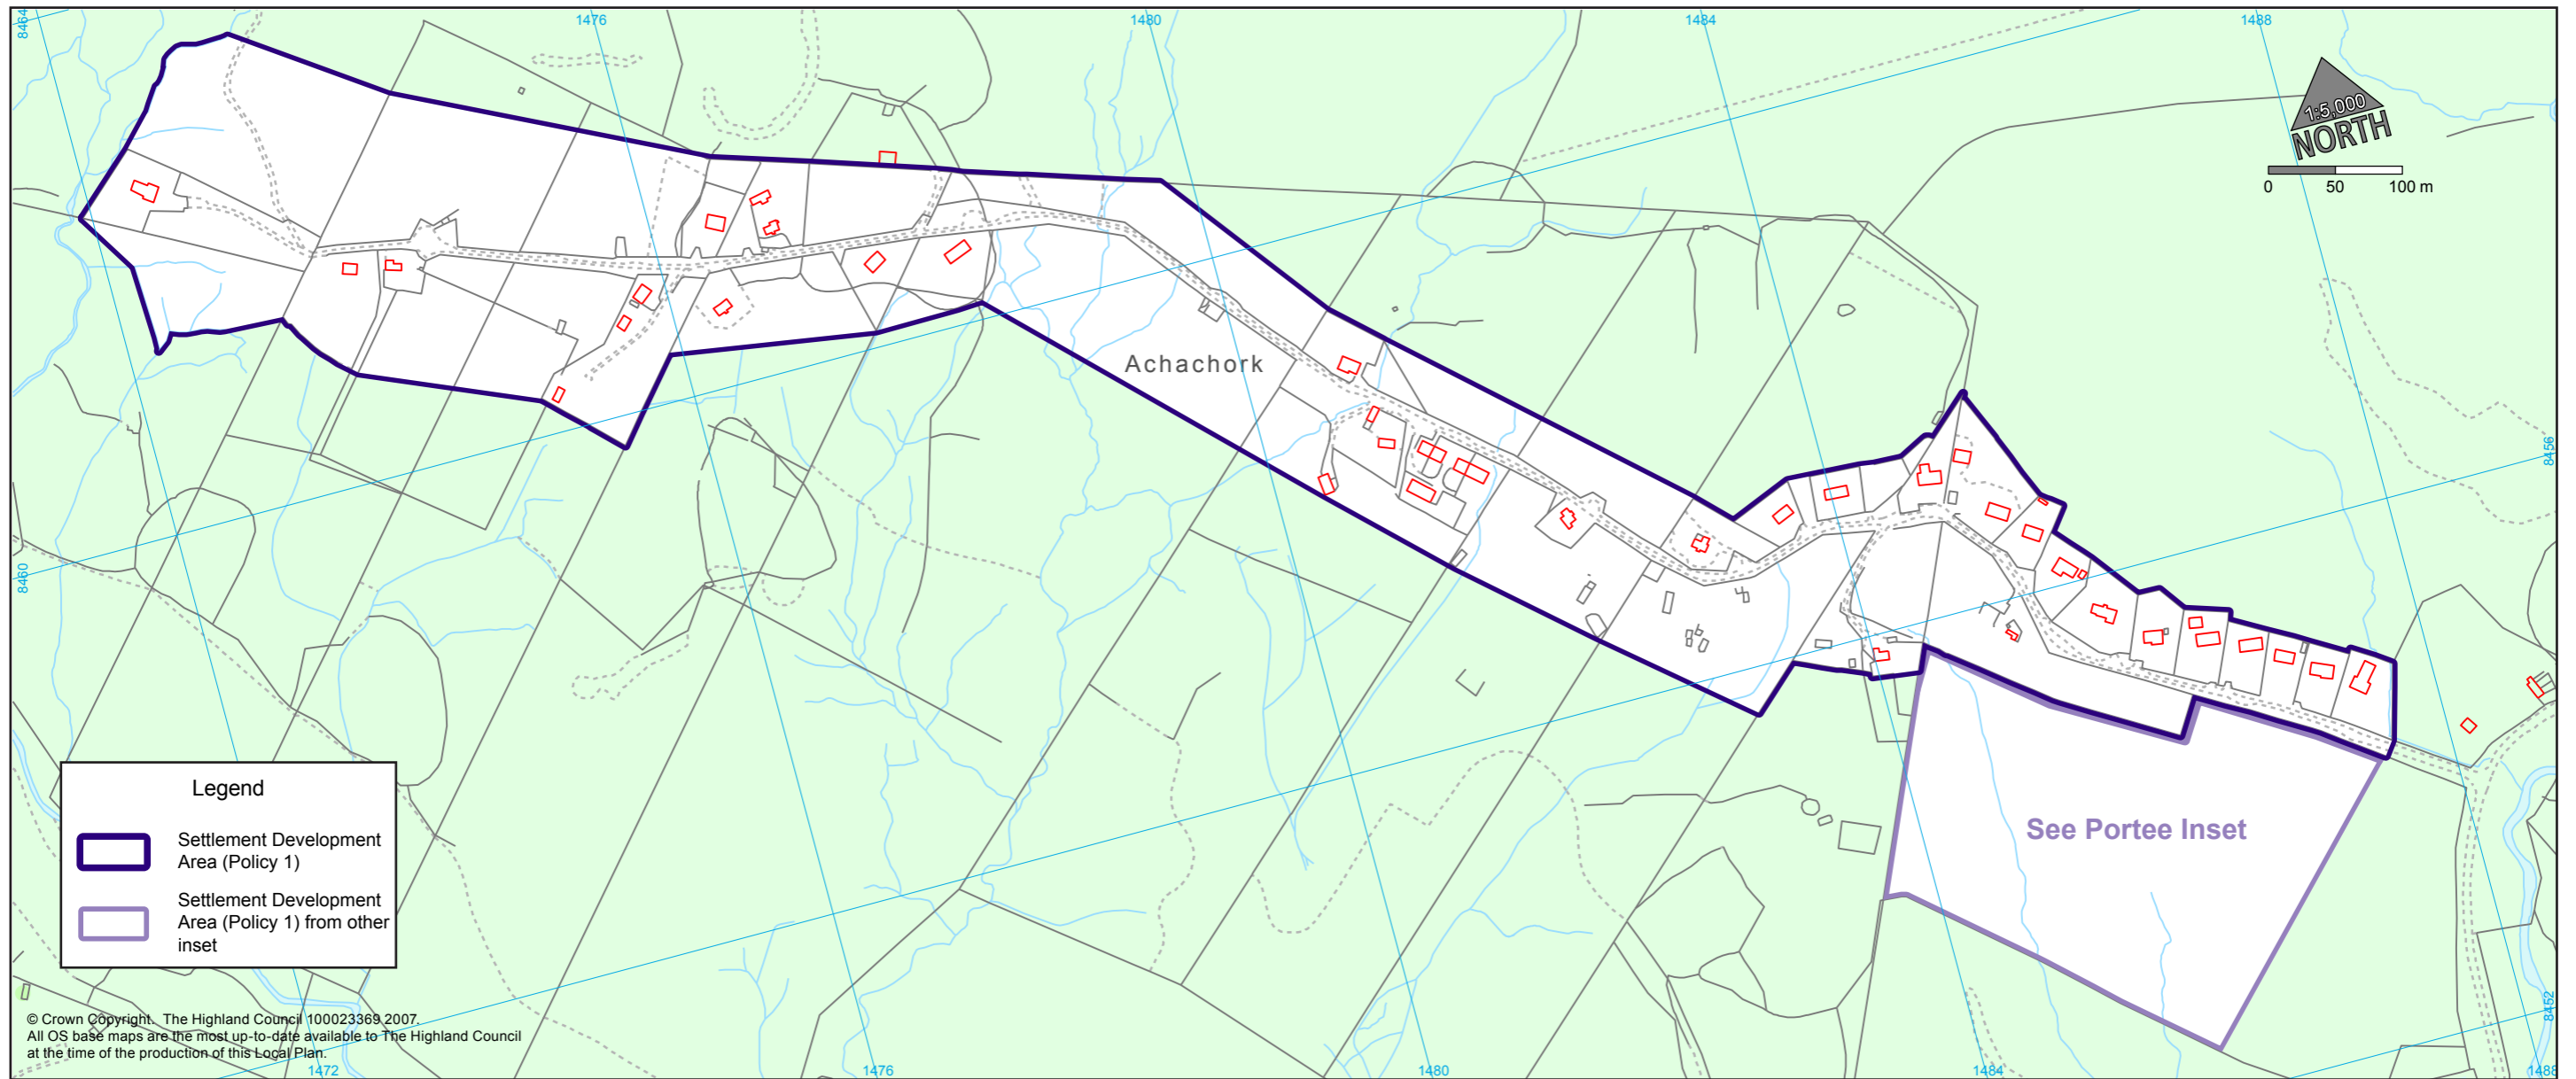 8464
1476
1480
1484
1488
1:5,000
NORTH
0 50 100 m
Achachork
8456
8460
See Portee Inset
Legend
Settlement Development
Area (Policy 1)
Settlement Development
Area (Policy 1) from other
inset
8452
© Crown Copyright. The Highland Council 100023369 2007.
All OS base maps are the most up-to-date available to The Highland Council
at the time of the production of this Local Plan.
1472
1476
1480
1484
1488